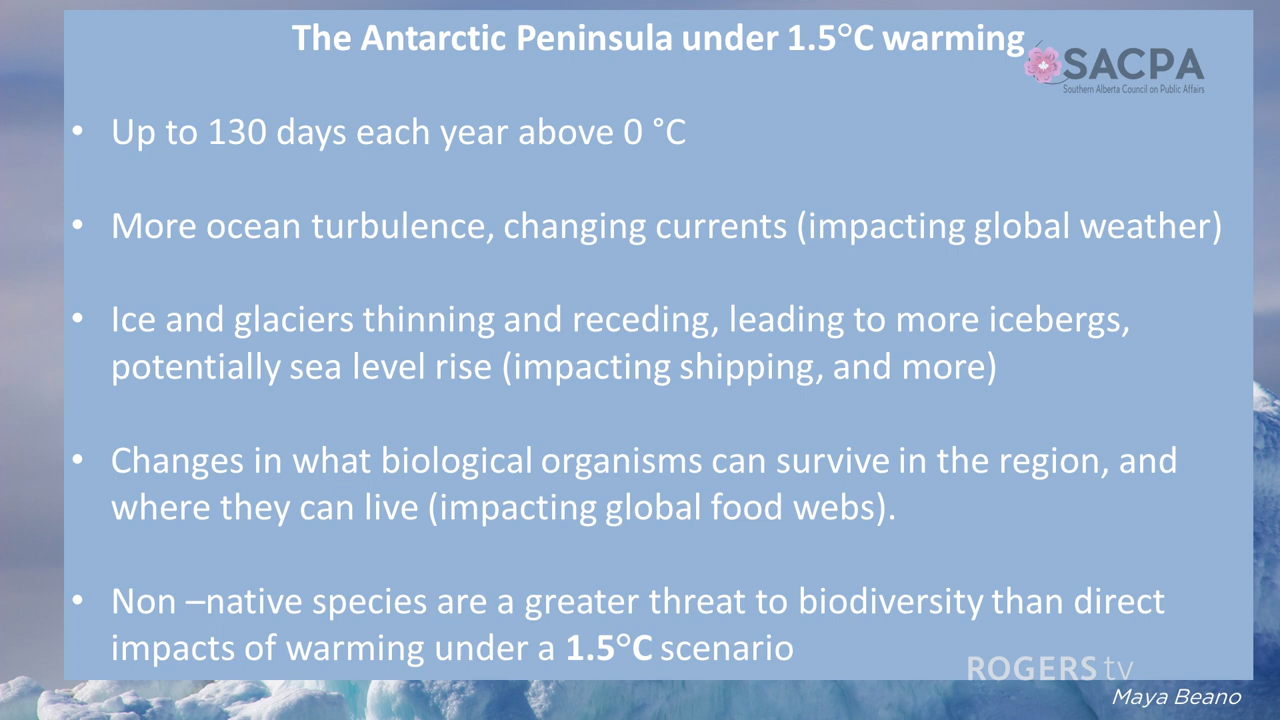 The Antarctic Peninsula under 1.5°C warming
SACPA
Southern Alberta Council on Public Affairs
• Up to 130 days each year above 0 °C
• More ocean turbulence, changing currents (impacting global weather)
• Ice and glaciers thinning and receding, leading to more icebergs,
potentially sea level rise (impacting shipping, and more)
• Changes in what biological organisms can survive in the region, and
where they can live (impacting global food webs).
• Non –native species are a greater threat to biodiversity than direct
impacts of warming under a 1.5°C scenario
ROGERS tv
Maya Beano